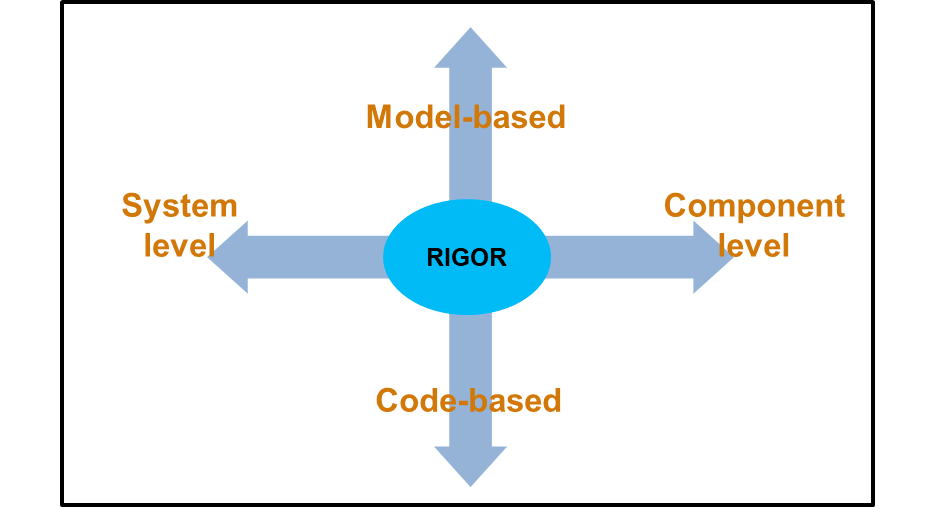 Model-based
System
level
Component
level
RIGOR
Code-based